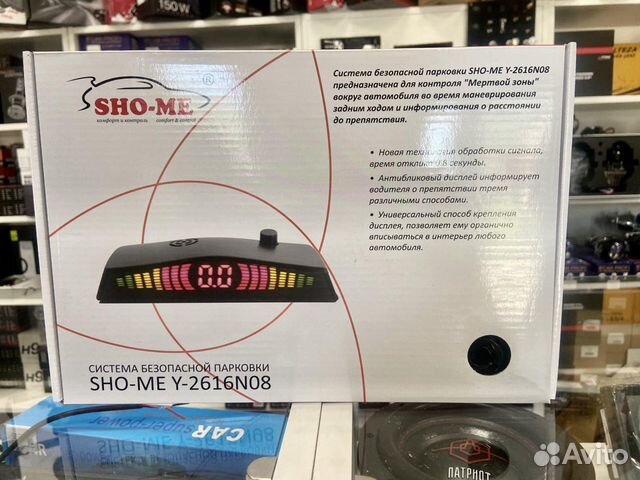 150W
SHO-ME
®
комфорт и контроль comfort & control
Система безопасной парковки SHO-ME Y-2616N08
предназначена для контроля "Мертвой зоны"
вокруг автомобиля во время маневрирования
задним ходом и информирования о расстоянии
до препятствия.
• Новая технология обработки сигнала,
время отклика 0.8 секунды.
• Антибликовый дисплей информирует
водителя о препятствии тремя
различными способами.
• Универсальный способ крепления
дисплея, позволяет ему органично
вписываться в интерьер любого
автомобиля.
0.0
СИСТЕМА БЕЗОПАСНОЙ ПАРКОВКИ
SHO-ME Y-2616N08
H9
CAR
superpower
ПАТРИОТ
Avito